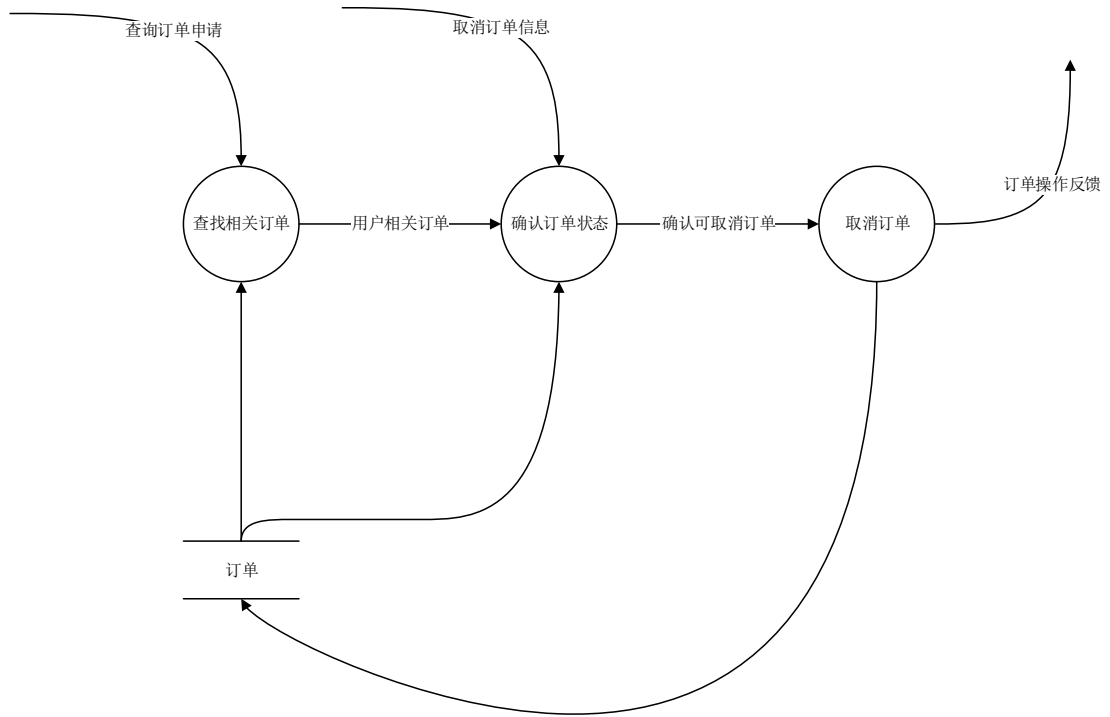 查询订单申请
取消订单信息
订单操作反馈
查找相关订单
用户相关订单
确认订单状态
确认可取消订单
取消订单
订单